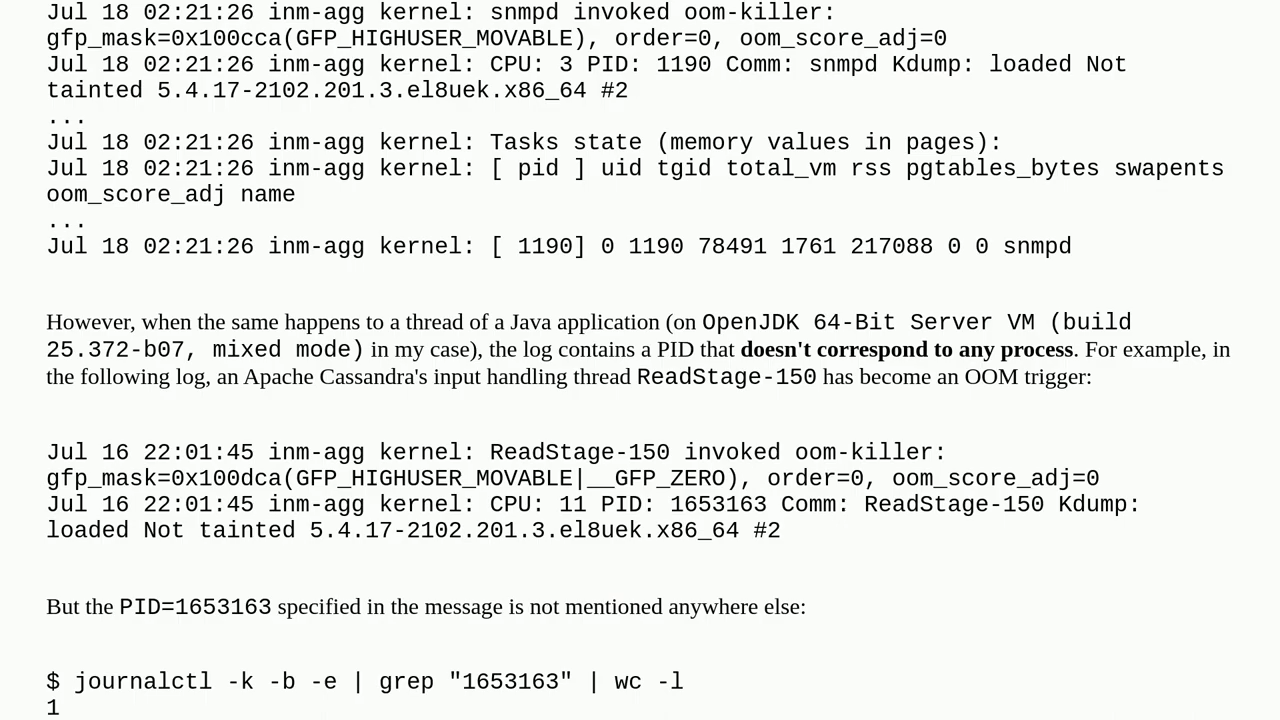 Jul 18 02:21:26 inm-agg kernel: snmpd invoked oom-killer:
gfp_mask=0x100cca(GFP_HIGHUSER_MOVABLE), order=0, oom_score_adj=0
Jul 18 02:21:26 inm-agg kernel: CPU: 3 PID: 1190 Comm: snmpd Kdump: loaded Not
tainted 5.4.17-2102.201.3.el8uek.x86_64 #2
...
Jul 18 02:21:26 inm-agg kernel: Tasks state (memory values in pages):
Jul 18 02:21:26 inm-agg kernel: [ pid ] uid tgid total_vm rss pgtables_bytes swapents
oom_score_adj name
...
Jul 18 02:21:26 inm-agg kernel: [ 1190] 0 1190 78491 1761 217088 0 0 snmpd
However, when the same happens to a thread of a Java application (on OpenJDK 64-Bit Server VM (build
25.372-b07, mixed mode) in my case), the log contains a PID that doesn't correspond to any process. For example, in
the following log, an Apache Cassandra's input handling thread ReadStage-150 has become an OOM trigger:
Jul 16 22:01:45 inm-agg kernel: ReadStage-150 invoked oom-killer:
gfp_mask=0x100dca(GFP_HIGHUSER_MOVABLE|__GFP_ZERO), order=0, oom_score_adj=0
Jul 16 22:01:45 inm-agg kernel: CPU: 11 PID: 1653163 Comm: ReadStage-150 Kdump:
loaded Not tainted 5.4.17-2102.201.3.el8uek.x86_64 #2
But the PID=1653163 specified in the message is not mentioned anywhere else:
$ journalctl -k -b -e | grep "1653163" | wc -l
1